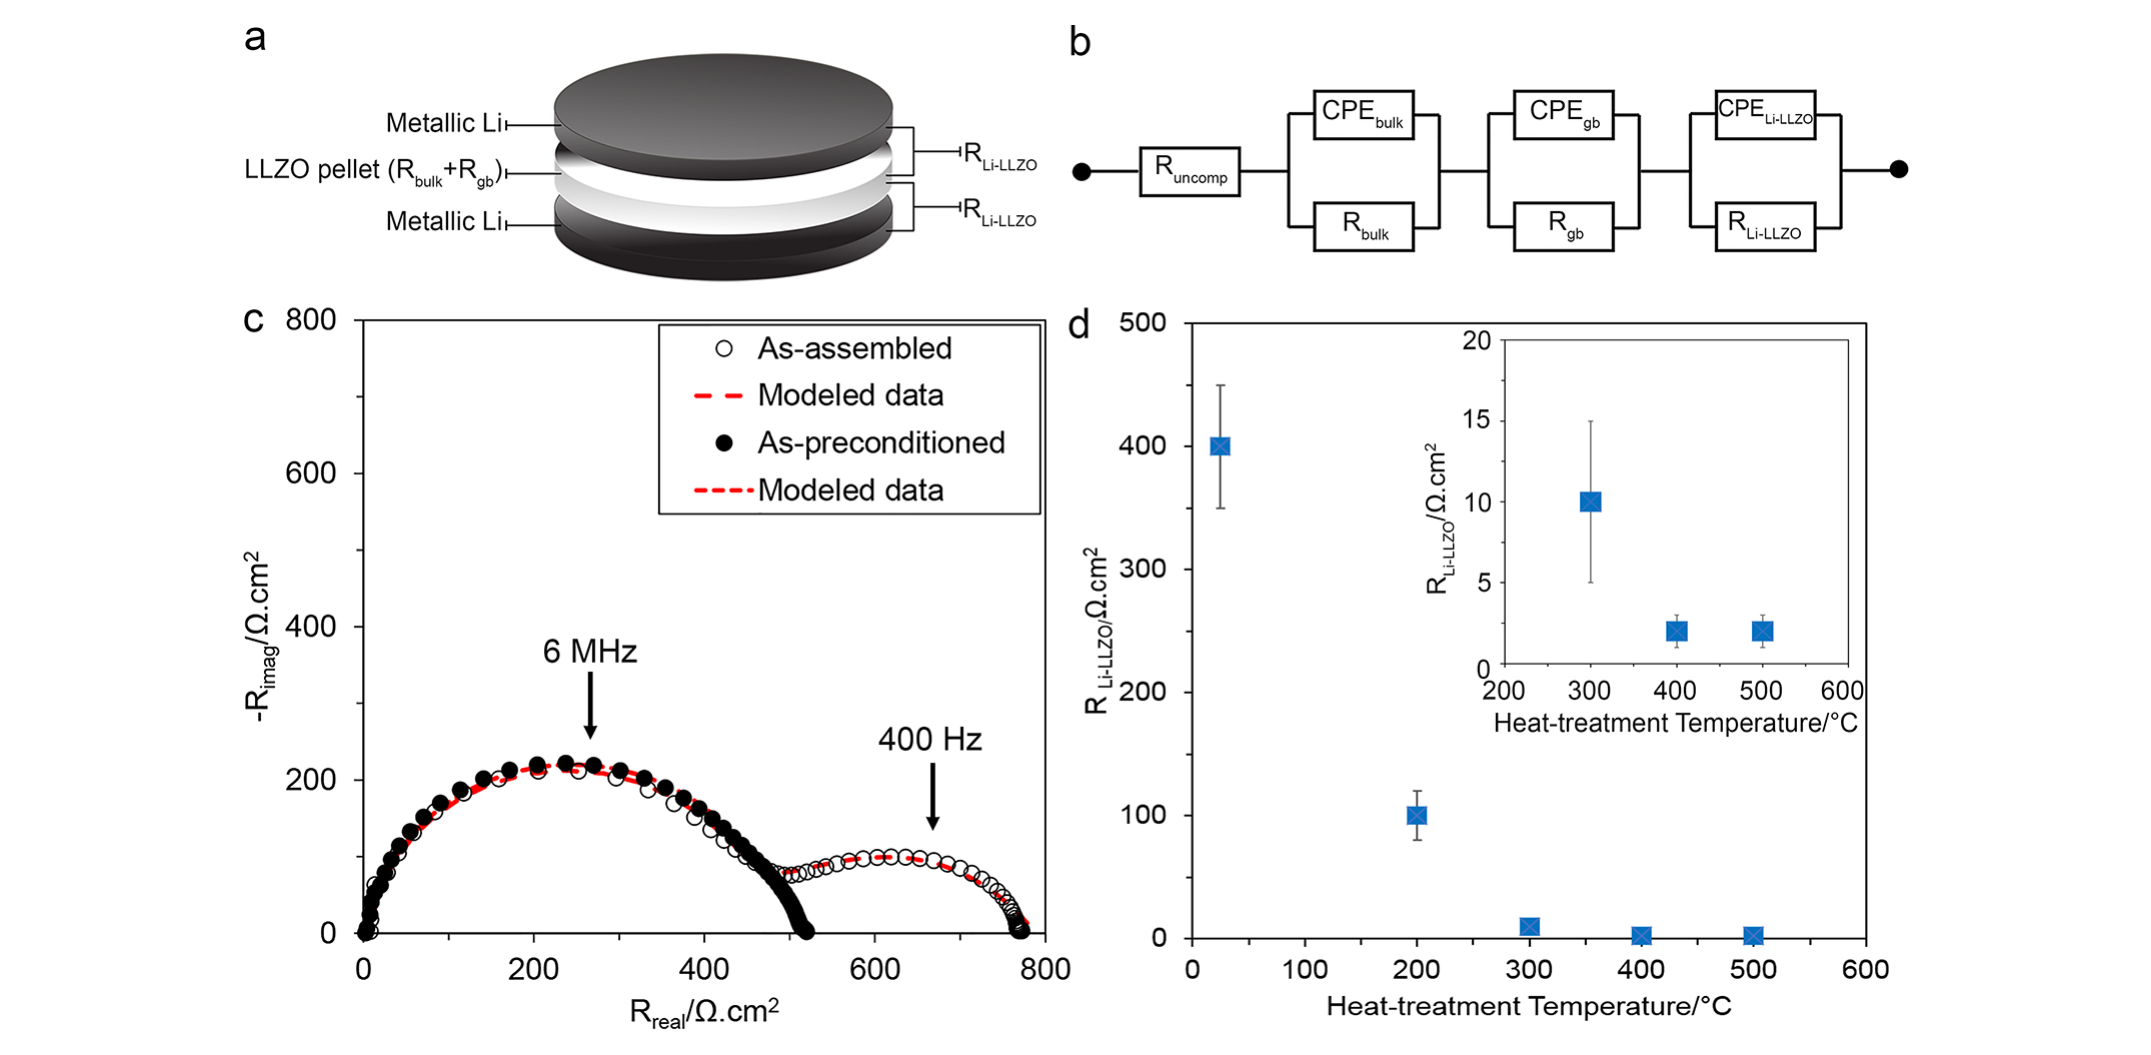 a
Metallic Li
LLZO pellet (Rbulk+Rgb)
Metallic Li
RLi-LLZO
RLi-LLZO
b
Runcomp
CPEbulk
Rbulk
CPEgb
Rgb
CPELi-LLZO
RLi-LLZO
c
800
600
400
200
0
-Rimag/Ω.cm2
As-assembled
Modeled data
As-preconditioned
Modeled data
6 MHz
400 Hz
0 200 400 600 800
Rreal/Ω.cm2
d
500
400
300
200
100
0
R Li-LLZO/Ω.cm2
20
15
10
5
0
RLi-LLZO/Ω.cm2
200 300 400 500 600
Heat-treatment Temperature/°C
0 100 200 300 400 500 600
Heat-treatment Temperature/°C